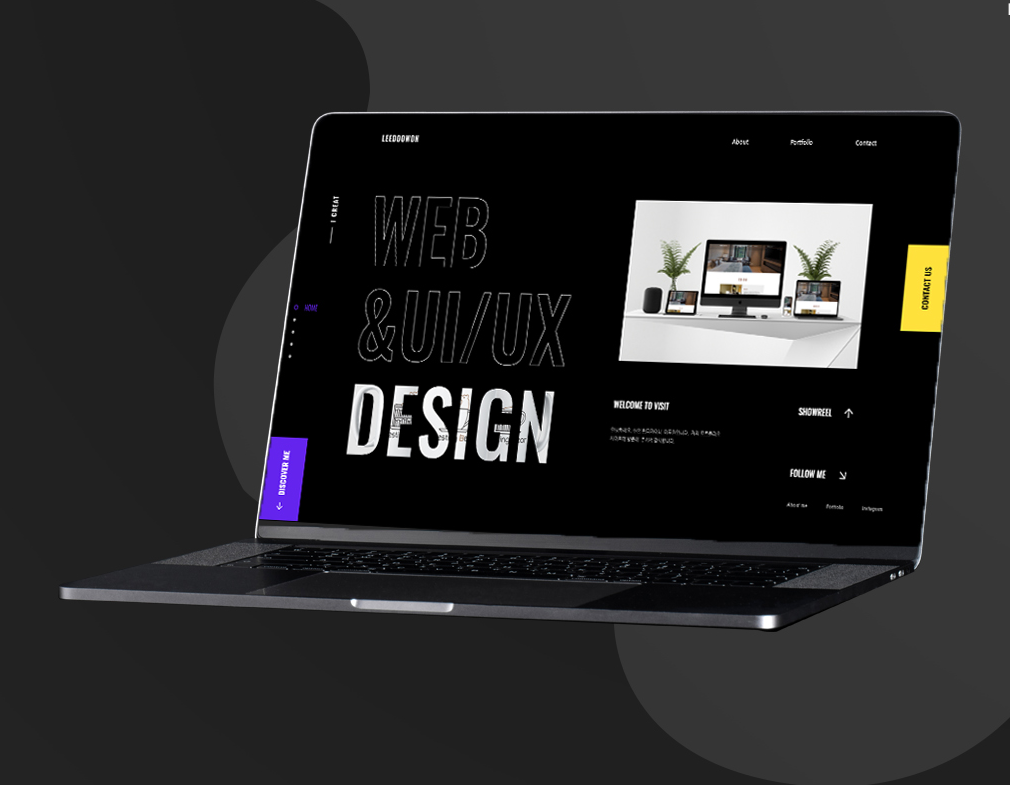 LEEDOOWON
About
Portfolio
Contact
I CREAT
WEB
&UI/UX
DESIGN
HOME
CONTACT US
WELCOME TO VISIT
SHOWREEL
FOLLOW ME
DISCOVER ME
About me
Portfolio
Instagram